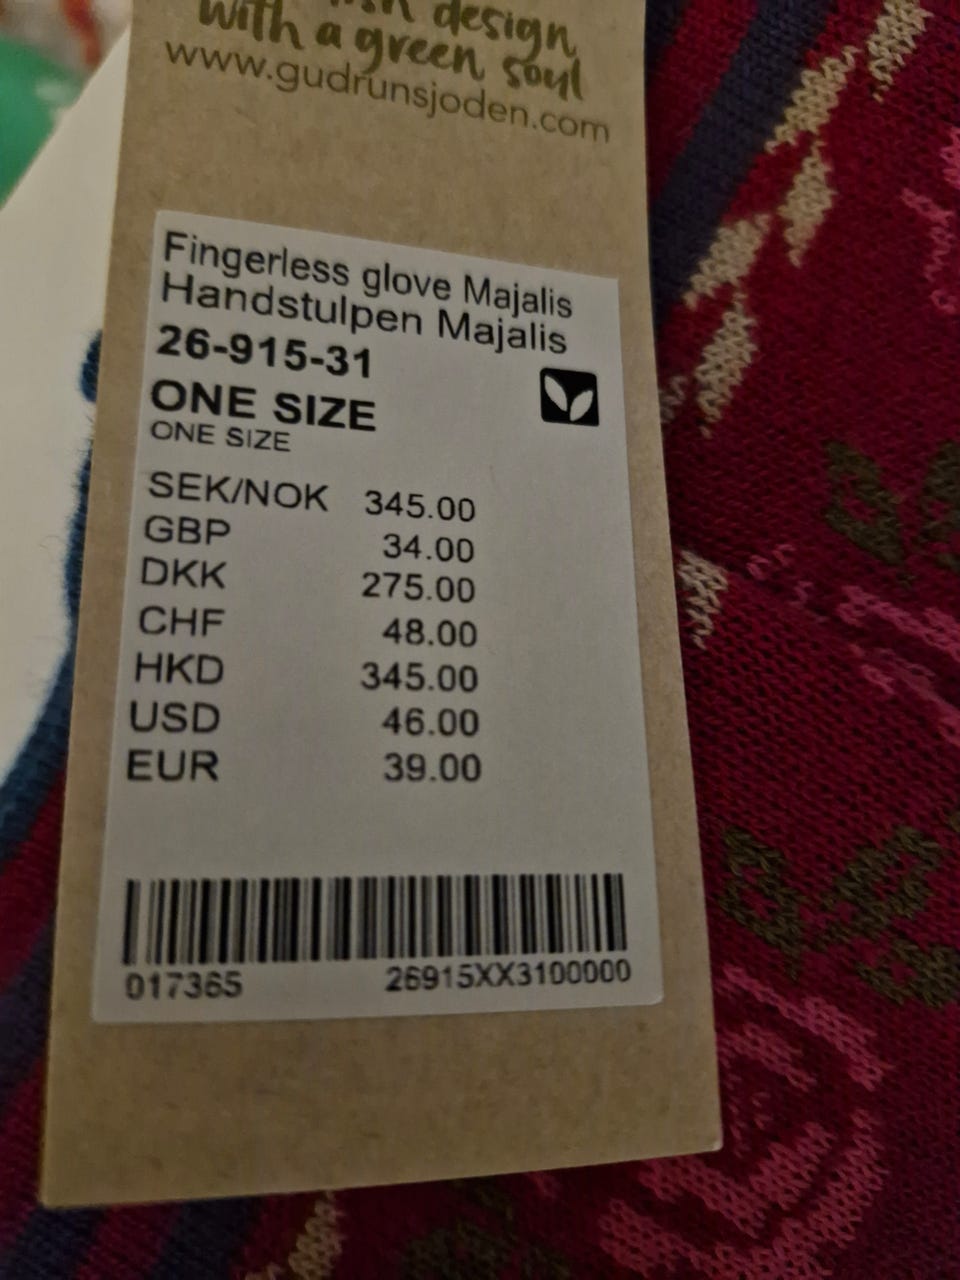 design
with a green soul
www.gudrunsjoden.com
Fingerless glove Majalis
Handstulpen Majalis
26-915-31
ONE SIZE
ONE SIZE
SEK/NOK 345.00
GBP 34.00
DKK 275.00
CHF 48.00
HKD 345.00
USD 46.00
EUR 39.00
017365 26915XX3100000